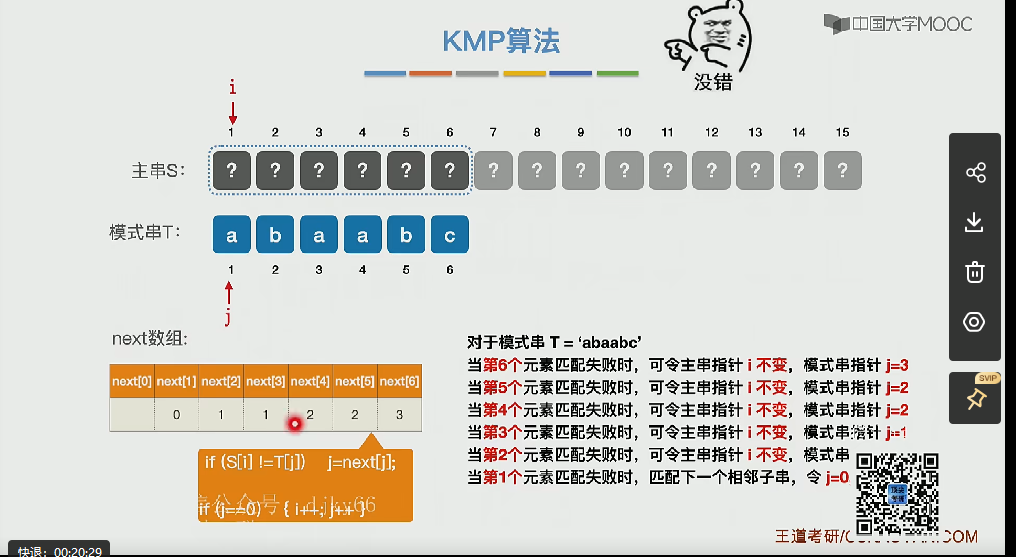 KMP算法
没错
中国大学MOOC
i
1 2 3 4 5 6 7 8 9 10 11 12 13 14 15
主串S: ? ? ? ? ? ? ? ? ? ? ? ? ? ? ?
模式串T: a b a a b c
1 2 3 4 5 6
j
next数组:
next[0] next[1] next[2] next[3] next[4] next[5] next[6]
0 1 1 2 2 3
if (S[i] !=T[j]) j=next[j];
if (j==0) { i++; j++ }
对于模式串 T = ‘abaabc’
当第6个元素匹配失败时，可令主串指针 i 不变，模式串指针 j=3
当第5个元素匹配失败时，可令主串指针 i 不变，模式串指针 j=2
当第4个元素匹配失败时，可令主串指针 i 不变，模式串指针 j=2
当第3个元素匹配失败时，可令主串指针 i 不变，模式串指针 j=1
当第2个元素匹配失败时，可令主串指针 i 不变，模式串
当第1个元素匹配失败时，匹配下一个相邻子串，令 j=0
SVIP
王道考研/
快退: 00:20:29